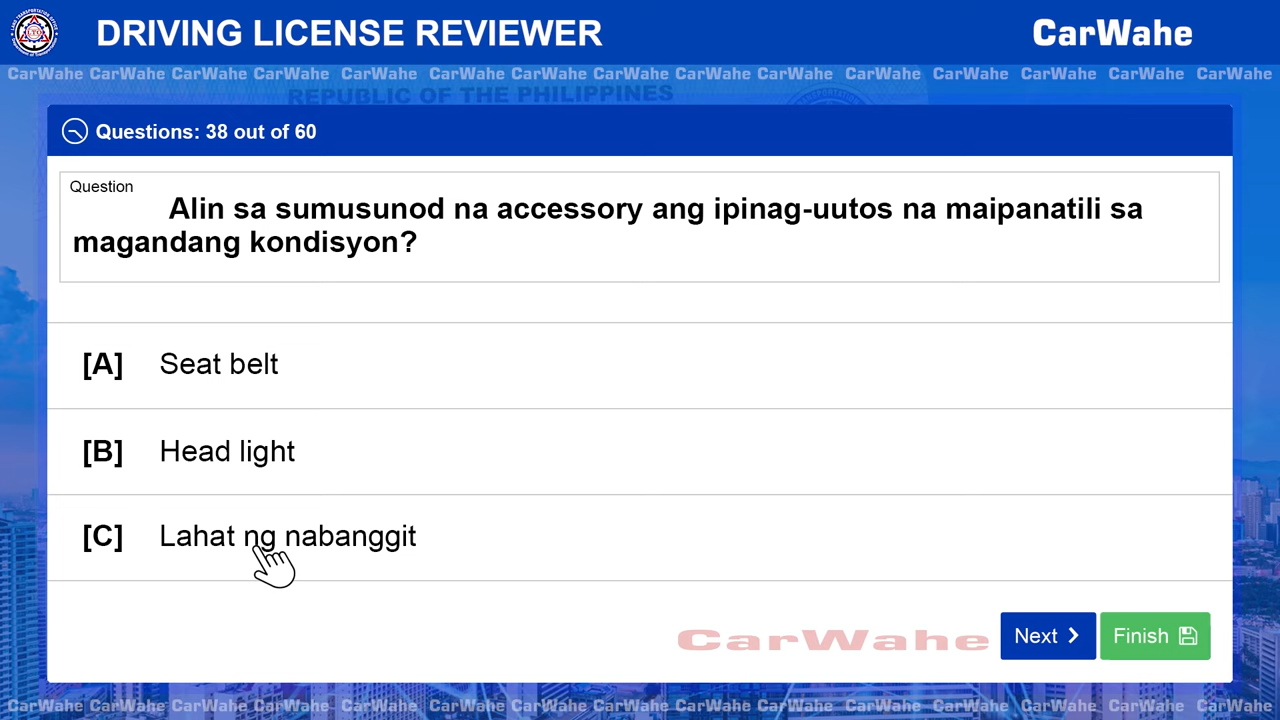 DRIVING LICENSE REVIEWER
CarWahe
CarWahe CarWahe CarWahe CarWahe CarWahe CarWahe CarWahe CarWahe CarWahe CarWahe CarWahe CarWahe CarWahe CarWahe CarWahe
REPUBLIC OF THE PHILIPPINES
Questions: 38 out of 60
Question
Alin sa sumusunod na accessory ang ipinag-uutos na maipanatili sa
magandang kondisyon?
[A] Seat belt
[B] Head light
[C] Lahat ng nabanggit
CarWahe
Next
Finish
CarWahe CarWahe CarWahe CarWahe CarWahe CarWahe CarWahe CarWahe CarWahe CarWahe CarWahe CarWahe CarWahe CarWahe CarWahe